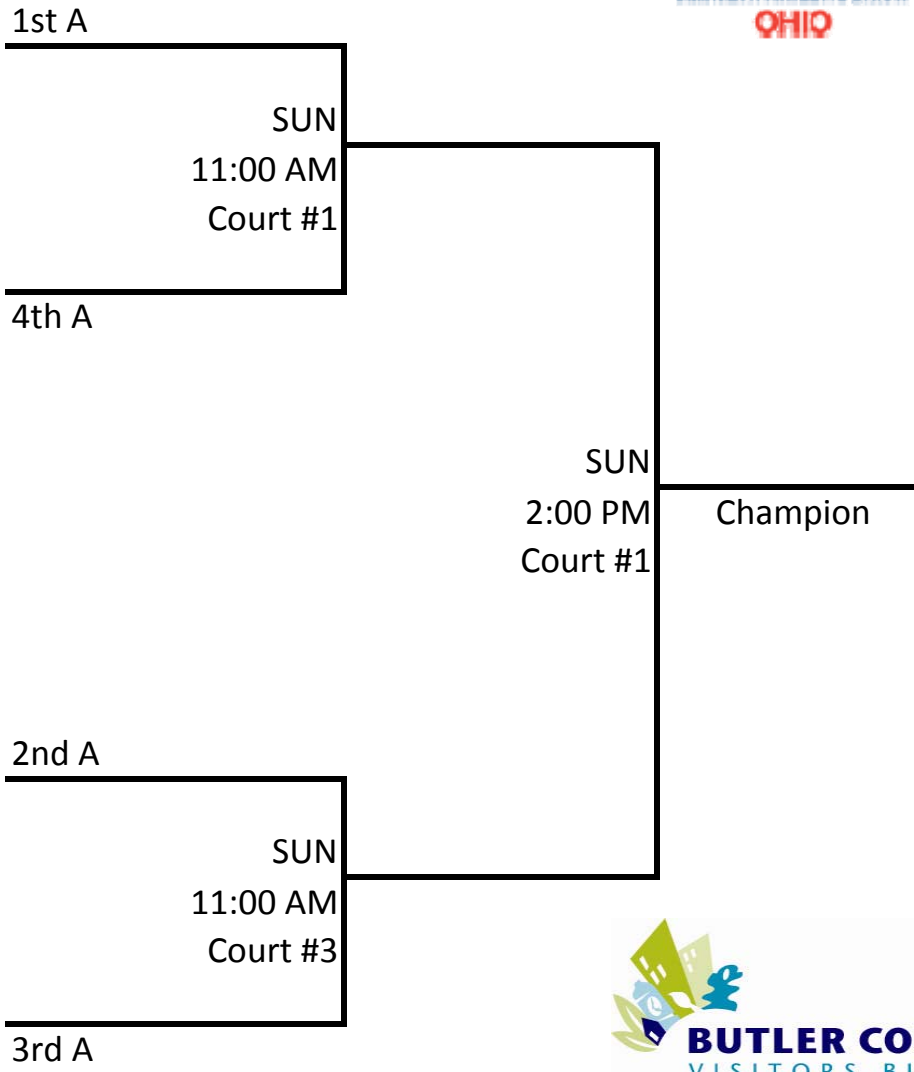 1st A
OHIO
SUN
11:00 AM
Court #1
4th A
SUN
2:00 PM
Court #1
Champion
2nd A
SUN
11:00 AM
Court #3
3rd A
BUTLER CO
VISITORS